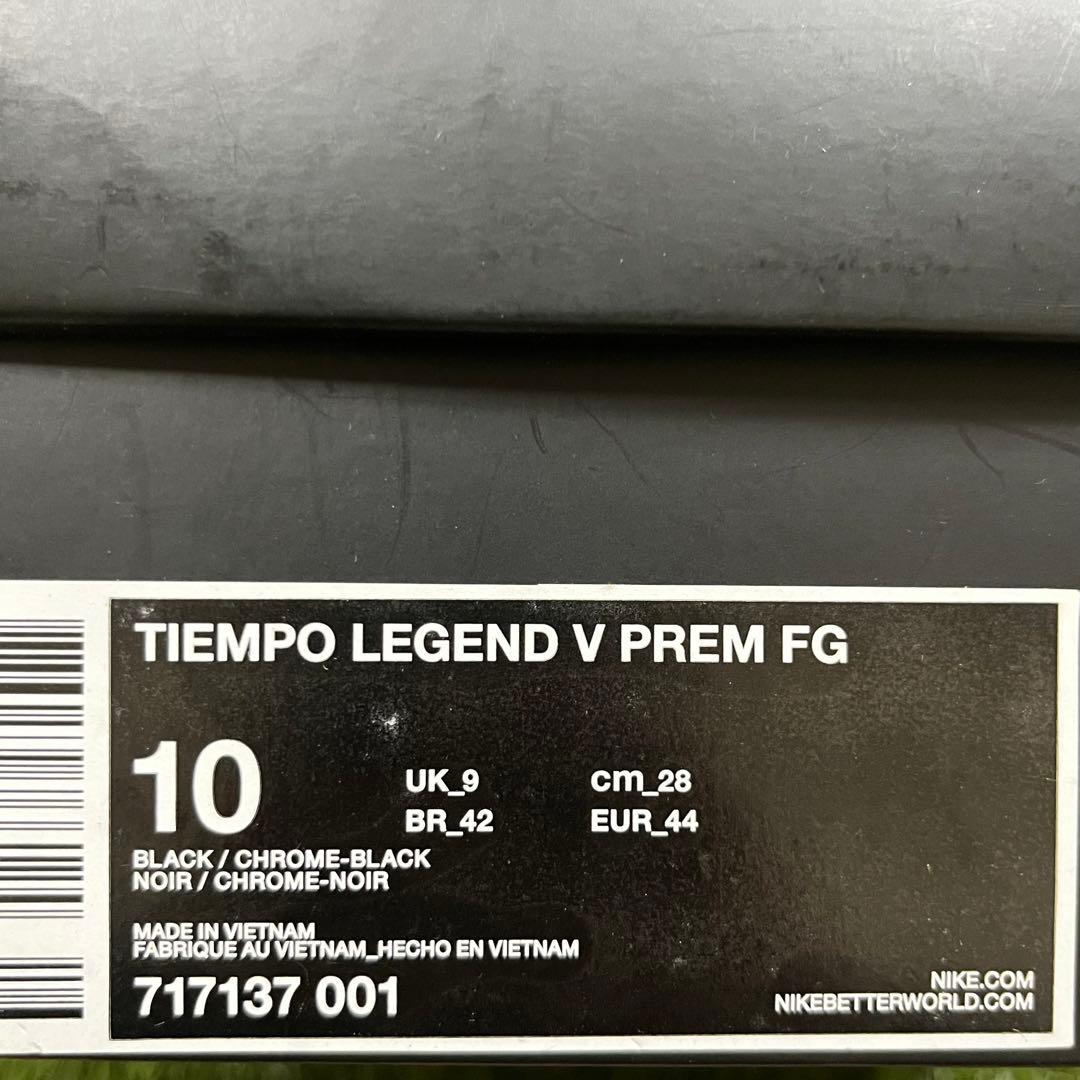 TIEMPO LEGEND V PREM FG
10
UK_9 cm_28
BR_42 EUR_44
BLACK / CHROME-BLACK
NOIR / CHROME-NOIR
MADE IN VIETNAM
FABRIQUE AU VIETNAM_HECHO EN VIETNAM
717137 001
NIKE.COM
NIKEBETTERWORLD.COM